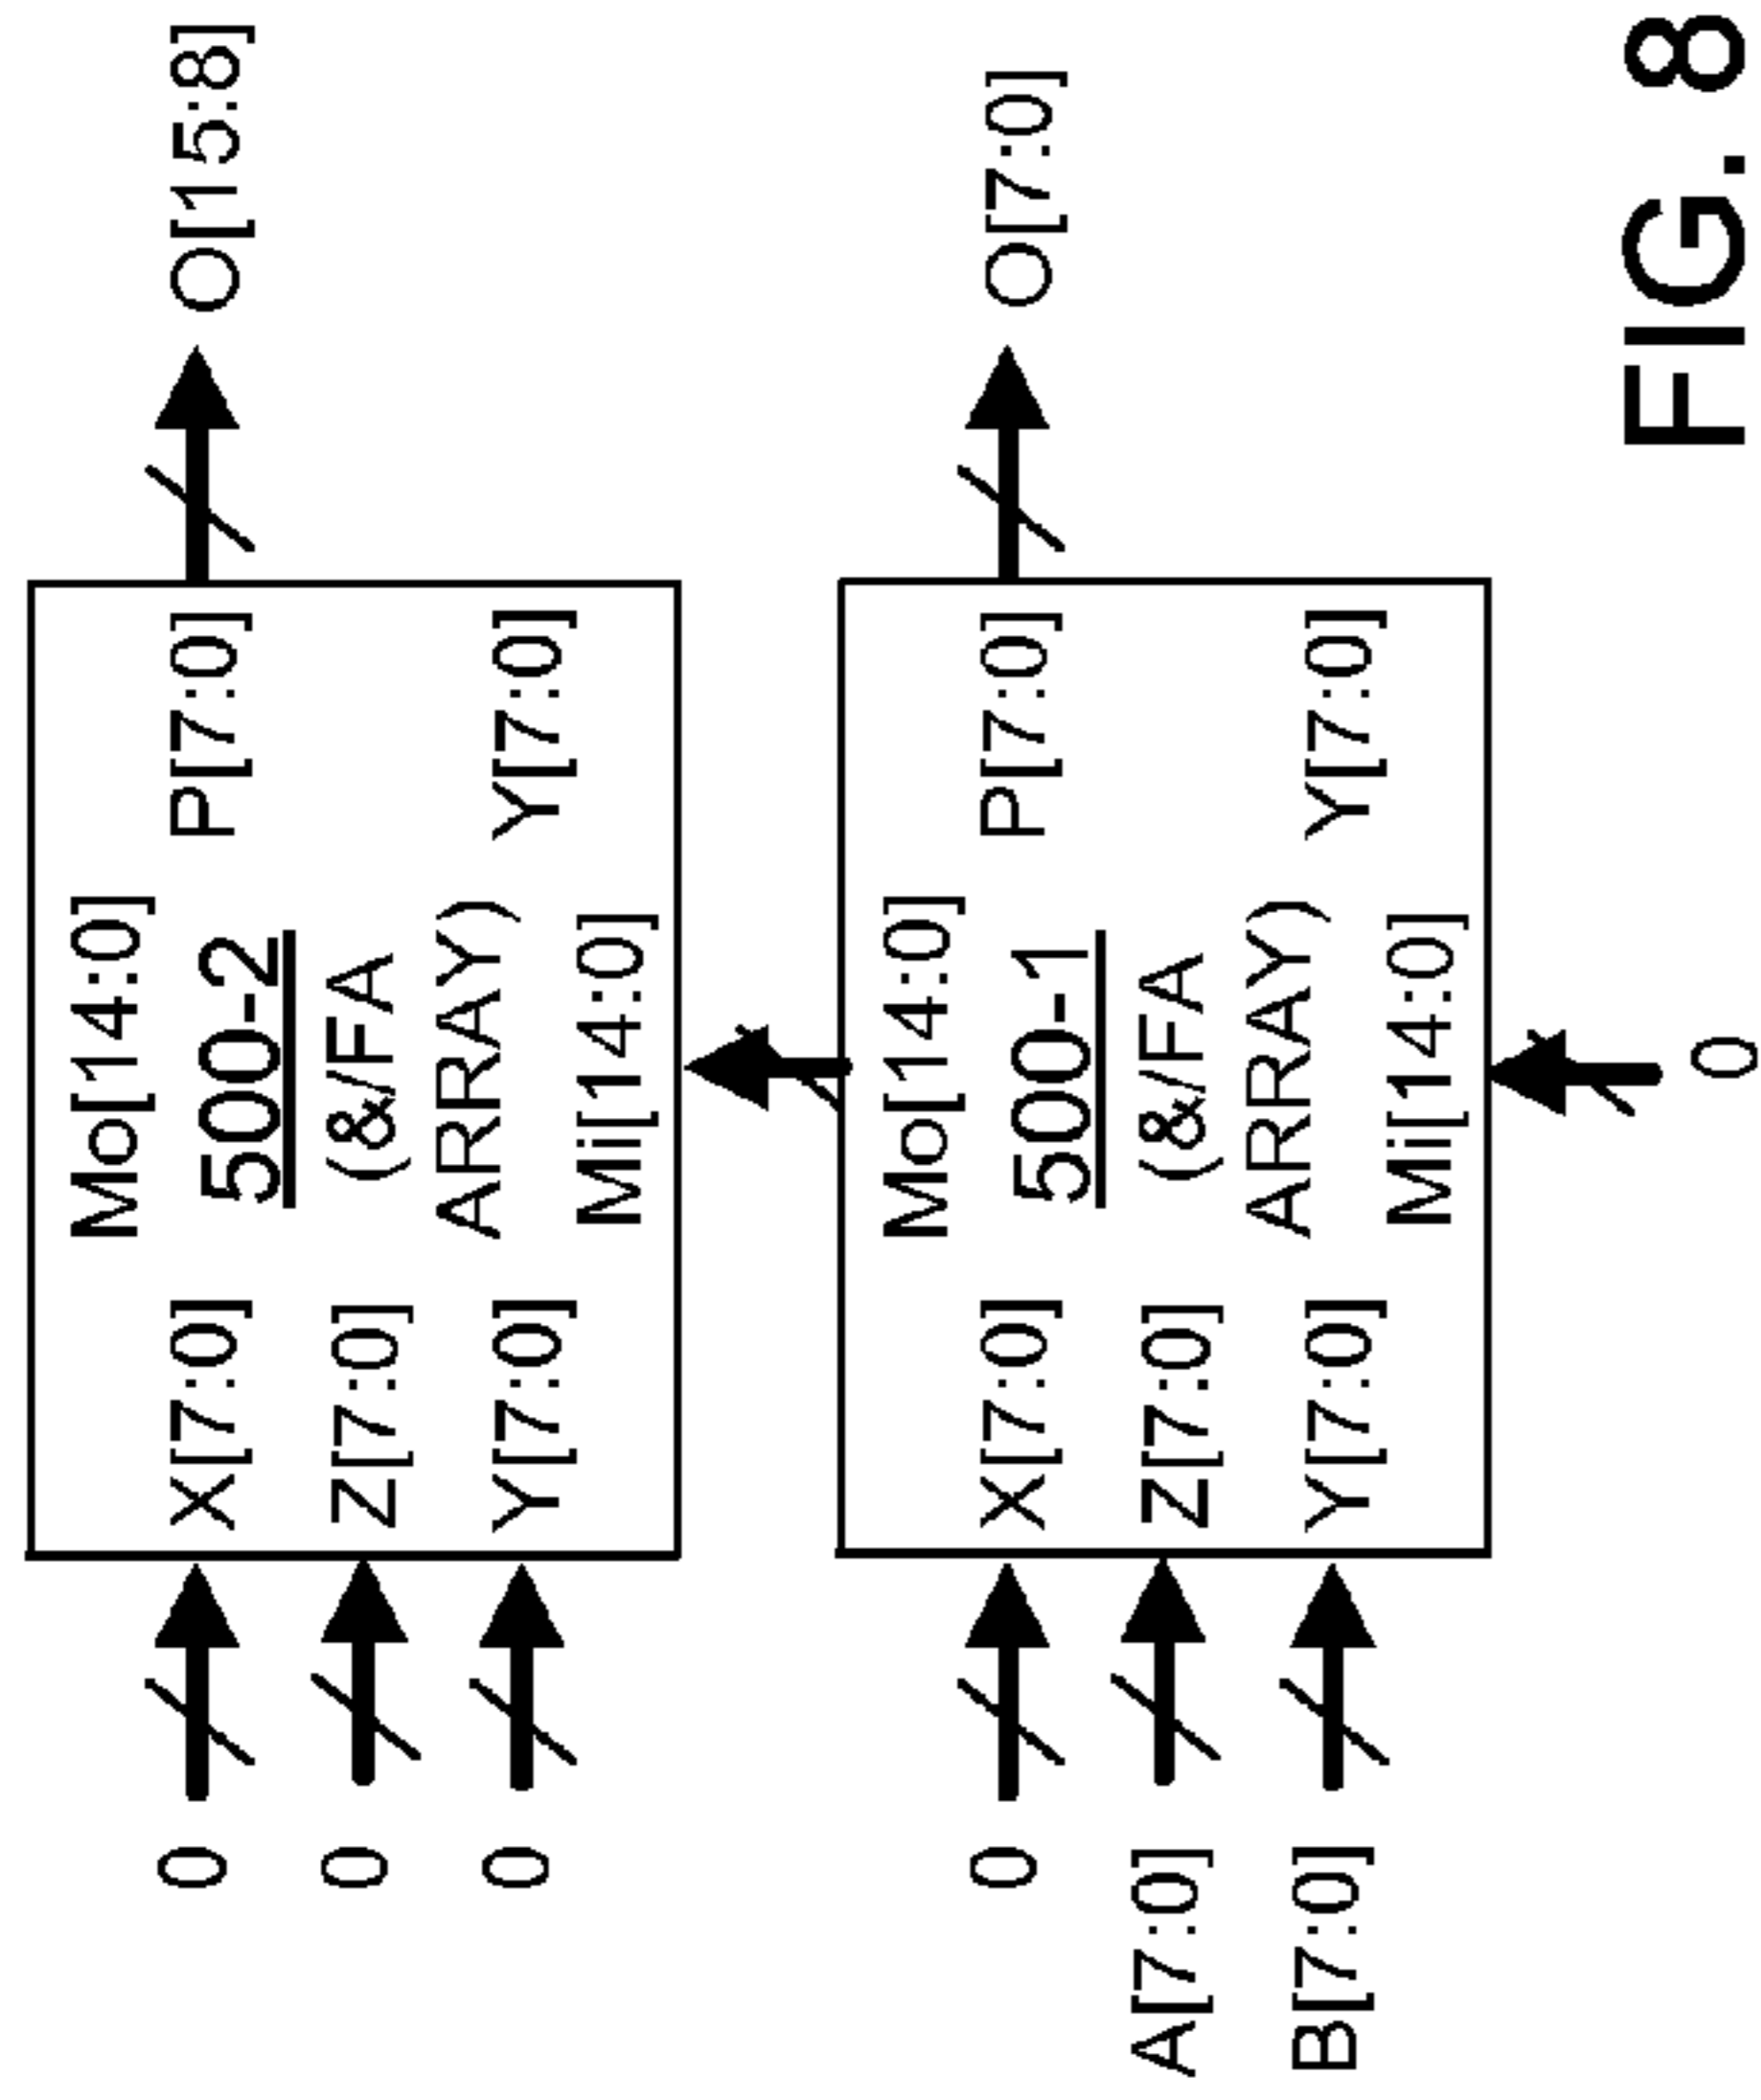 Mo[14:0]
0 X[7:0] 500-2 P[7:0] O[15:8]
0 Z[7:0] (&/FA
ARRAY)
0 Y[7:0] Y[7:0]
Mi[14:0]
Mo[14:0]
0 X[7:0] 500-1 P[7:0] O[7:0]
A[7:0] Z[7:0] (&/FA
ARRAY)
B[7:0] Y[7:0] Y[7:0]
Mi[14:0]
0
FIG. 8